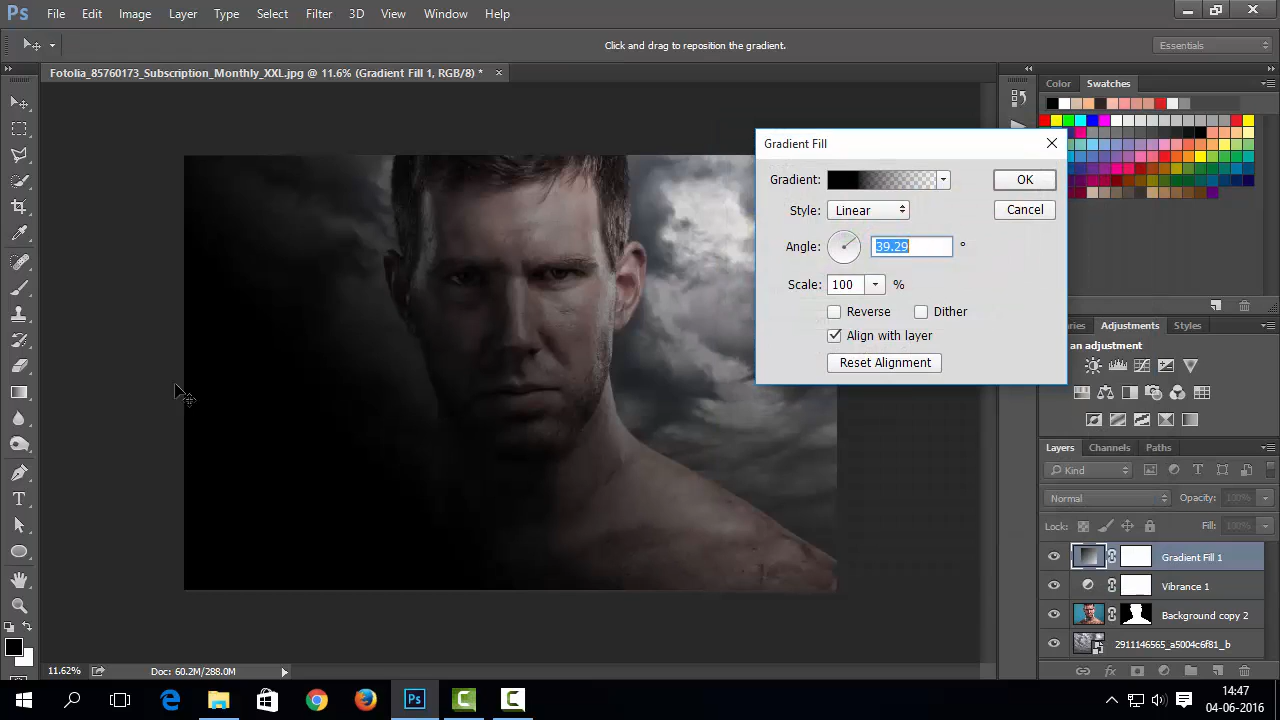 Ps File Edit Image Layer Type Select Filter 3D View Window Help
Click and drag to reposition the gradient.
Essentials
Fotolia_85760173_Subscription_Monthly_XXL.jpg @ 11.6% (Gradient Fill 1, RGB/8) *
Color Swatches
Gradient Fill
Gradient:
OK
Style: Linear
Cancel
Angle: 39.29 °
Scale: 100 %
Reverse Dither
Align with layer
Reset Alignment
aries Adjustments Styles
an adjustment
Layers Channels Paths
Kind
Normal Opacity: 100%
Lock: Fill: 100%
Gradient Fill 1
Vibrance 1
Background copy 2
2911146565_a5004c6f81_b
11.62% Doc: 60.2M/288.0M
Ps
14:47
04-06-2016